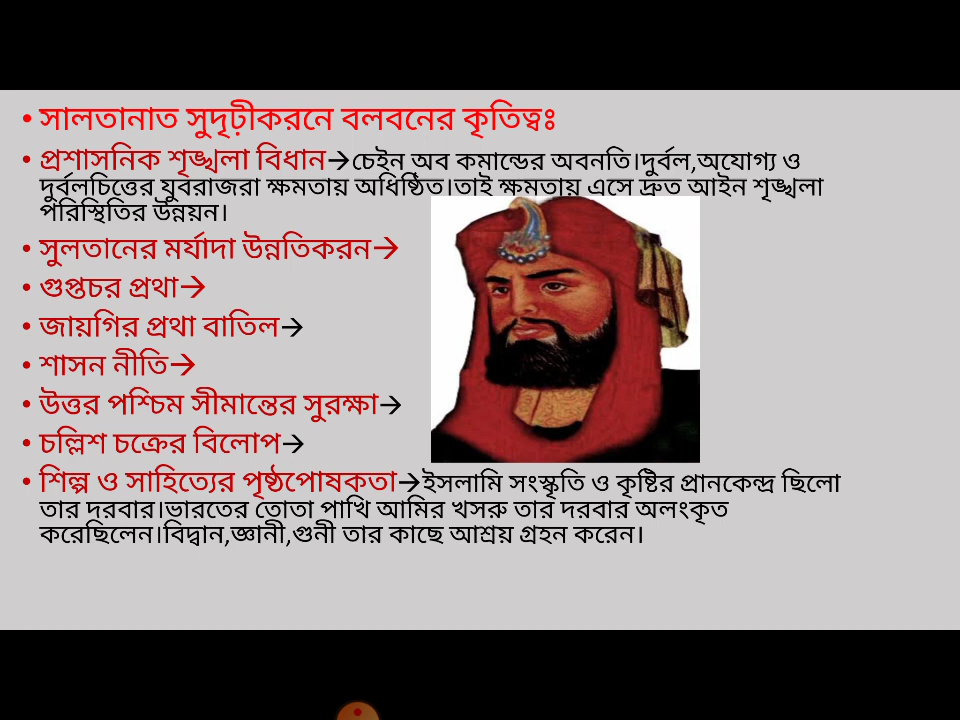 • সালতানাত সুদৃঢ়ীকরনে বলবনের কৃতিত্বঃ
• প্রশাসনিক শৃঙ্খলা বিধান→চেইন অব কমান্ডের অবনতি।দুর্বল,অযোগ্য ও
দুর্বলচিত্তের যুবরাজরা ক্ষমতায় অধিষ্ঠিত।তাই ক্ষমতায় এসে দ্রুত আইন শৃঙ্খলা
পরিস্থিতির উন্নয়ন।
• সুলতানের মর্যাদা উন্নতিকরন→
• গুপ্তচর প্রথা→
• জায়গির প্রথা বাতিল→
• শাসন নীতি→
• উত্তর পশ্চিম সীমান্তের সুরক্ষা→
• চল্লিশ চক্রের বিলোপ→
• শিল্প ও সাহিত্যের পৃষ্ঠপোষকতা→ইসলামি সংস্কৃতি ও কৃষ্টির প্রানকেন্দ্র ছিলো
তার দরবার।ভারতের তোতা পাখি আমির খসরু তার দরবার অলংকৃত
করেছিলেন।বিদ্বান,জ্ঞানী,গুনী তার কাছে আশ্রয় গ্রহন করেন।